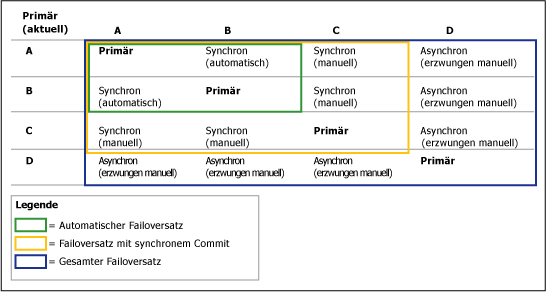 Primär
(aktuell)
A B C D
A Primär Synchron Synchron Asynchron
(automatisch) (manuell) (erzwungen manuell)
B Synchron Primär Synchron Asynchron
(automatisch) (manuell) (erzwungen manuell)
C Synchron Synchron Primär Asynchron
(manuell) (manuell) (erzwungen manuell)
D Asynchron Asynchron Asynchron Primär
(erzwungen manuell) (erzwungen manuell) (erzwungen manuell)
Legende
= Automatischer Failoversatz
= Failoversatz mit synchronem Commit
= Gesamter Failoversatz